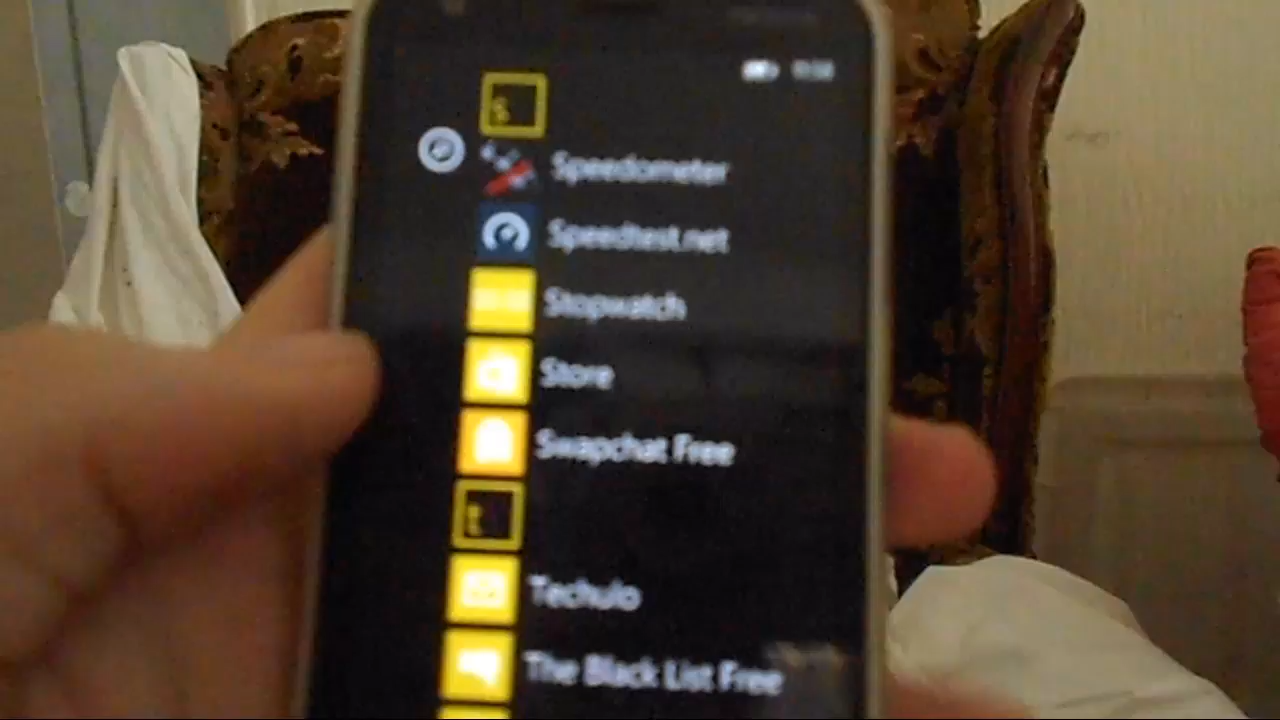 s
Speedometer
Speedtest.net
Stopwatch
Store
Swapchat Free
t
Techulo
The Black List Free